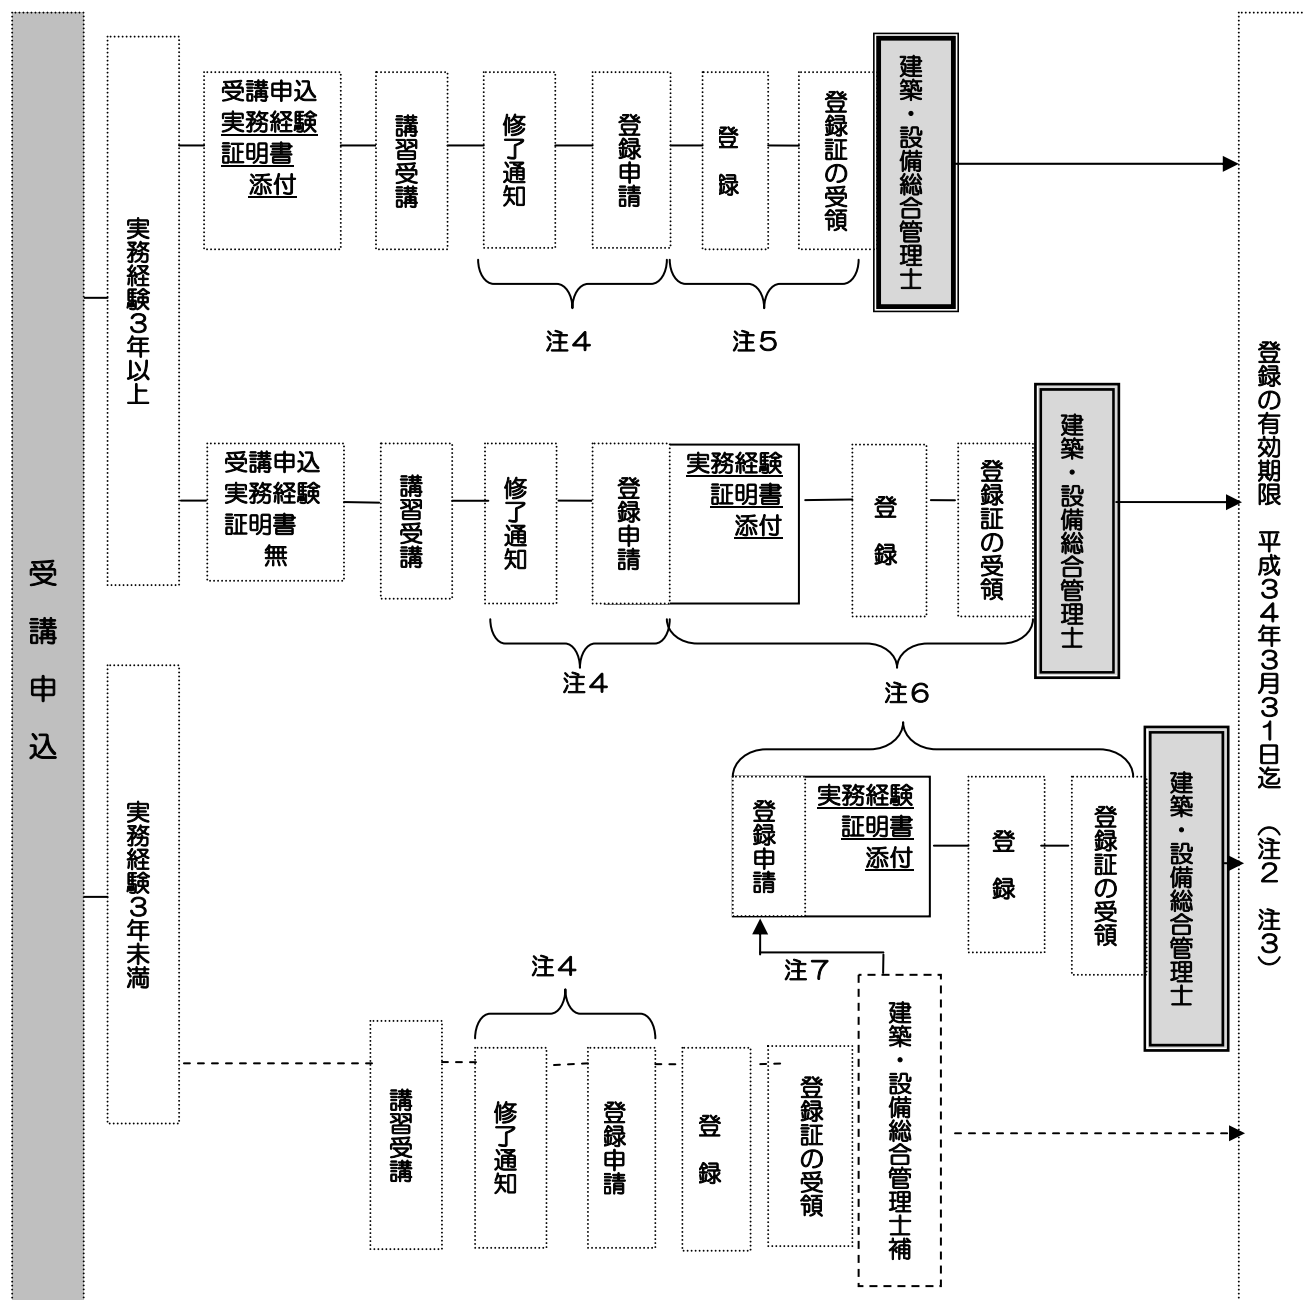 受講申込
実務経験３年以上
受講申込
実務経験
証明書
添付
講習受講
修了通知
登録申請
登録
登録証の受領
建築・設備総合管理士
注４
注５
受講申込
実務経験
証明書
無
講習受講
修了通知
登録申請
実務経験
証明書
添付
登録
登録証の受領
建築・設備総合管理士
注４
注６
実務経験３年未満
登録申請
実務経験
証明書
添付
登録
登録証の受領
建築・設備総合管理士
注７
注４
講習受講
修了通知
登録申請
登録
登録証の受領
建築・設備総合管理士補
登録の有効期限　平成３４年３月３１日迄　（注２　注３）